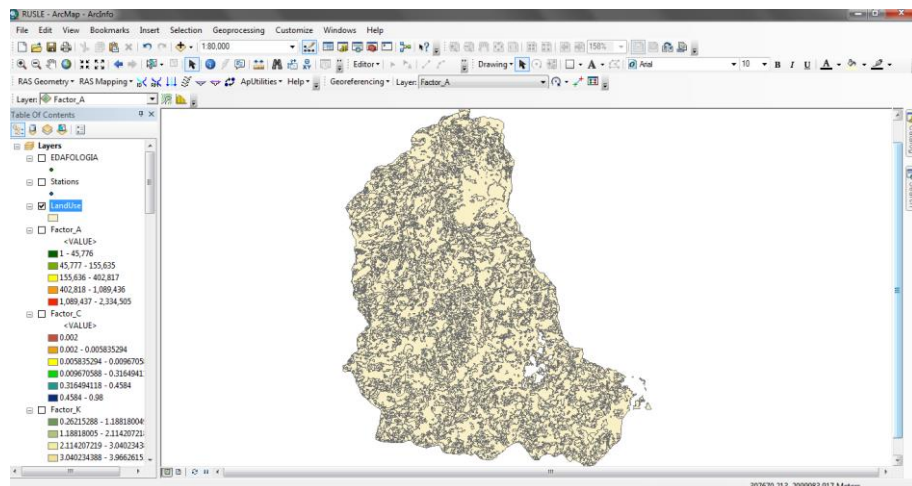 RUSLE - ArcMap - ArcInfo
File Edit View Bookmarks Insert Selection Geoprocessing Customize Windows Help
1:80,000 158%
Editor Drawing Arial 10 B I U A
RAS Geometry RAS Mapping ApUtilities Help Georeferencing Layer: Factor_A
Layer: Factor_A
Table Of Contents
Layers
EDAFOLOGIA
Stations
LandUse
Factor_A
<VALUE>
1 - 45,776
45,777 - 155,635
155,636 - 402,817
402,818 - 1,089,436
1,089,437 - 2,334,505
Factor_C
<VALUE>
0.002
0.002 - 0.005835294
0.005835294 - 0.00967058
0.009670588 - 0.3164941
0.316494118 - 0.4584
0.4584 - 0.98
Factor_K
<VALUE>
0.26215288 - 1.18818004
1.18818005 - 2.11420721
2.114207219 - 3.0402343
3.040234388 - 3.9662615